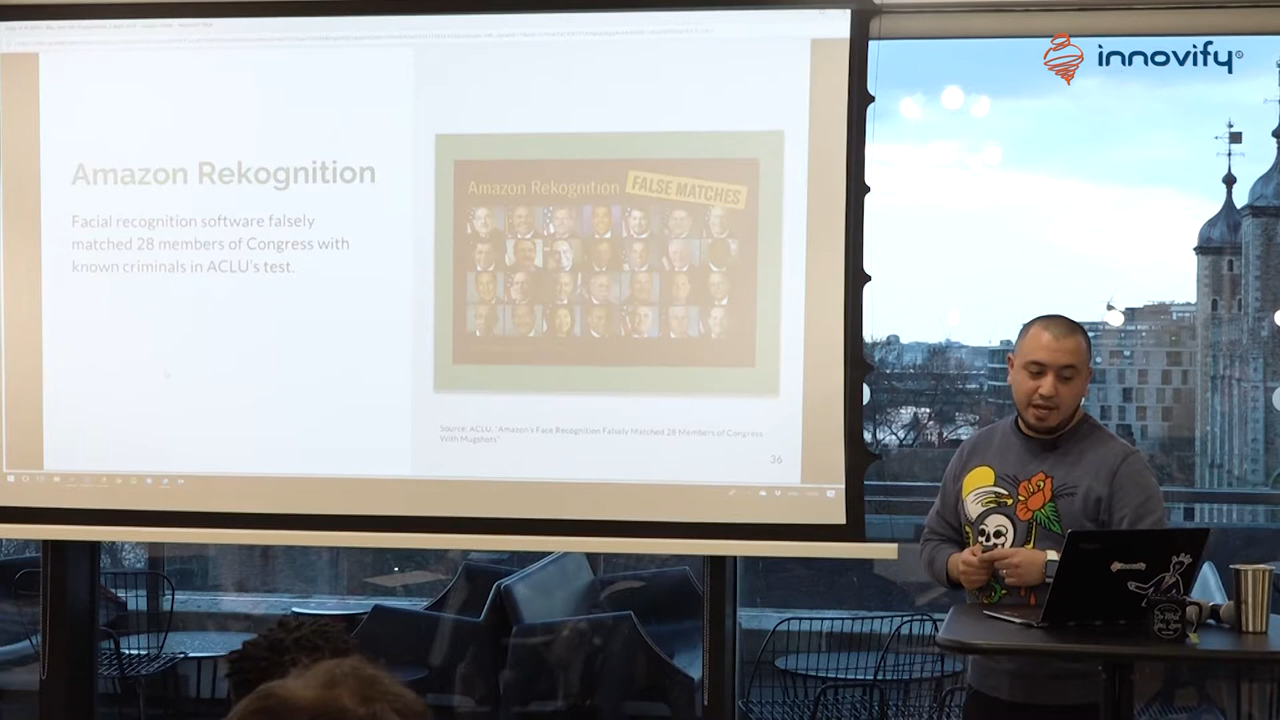 innovify
Amazon Rekognition
Facial recognition software falsely
matched 28 members of Congress with
known criminals in ACLU's test.
Amazon Rekognition FALSE MATCHES
Source: ACLU, "Amazon's Face Recognition Falsely Matched 28 Members of Congress
With Mugshots"
36
innovify